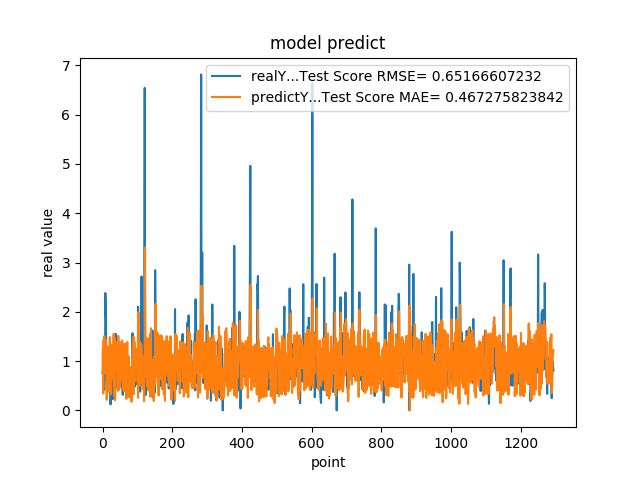 model predict
realY...Test Score RMSE= 0.65166607232
predictY...Test Score MAE= 0.467275823842
7
6
5
4
3
2
1
0
real value
0 200 400 600 800 1000 1200
point